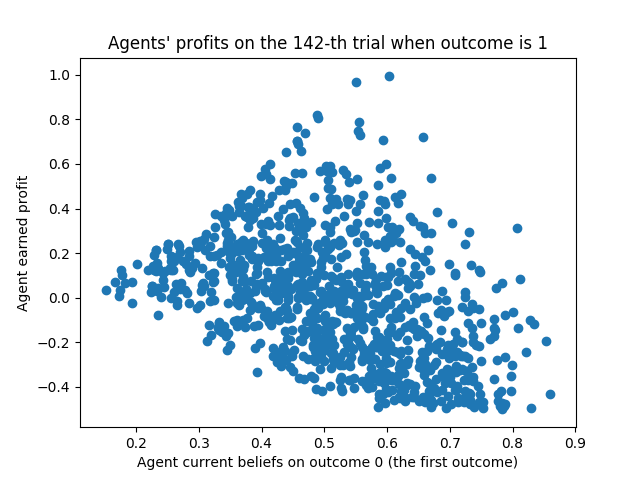 Agents' profits on the 142-th trial when outcome is 1
1.0
0.8
0.6
0.4
0.2
0.0
−0.2
−0.4
Agent earned profit
0.2 0.3 0.4 0.5 0.6 0.7 0.8 0.9
Agent current beliefs on outcome 0 (the first outcome)